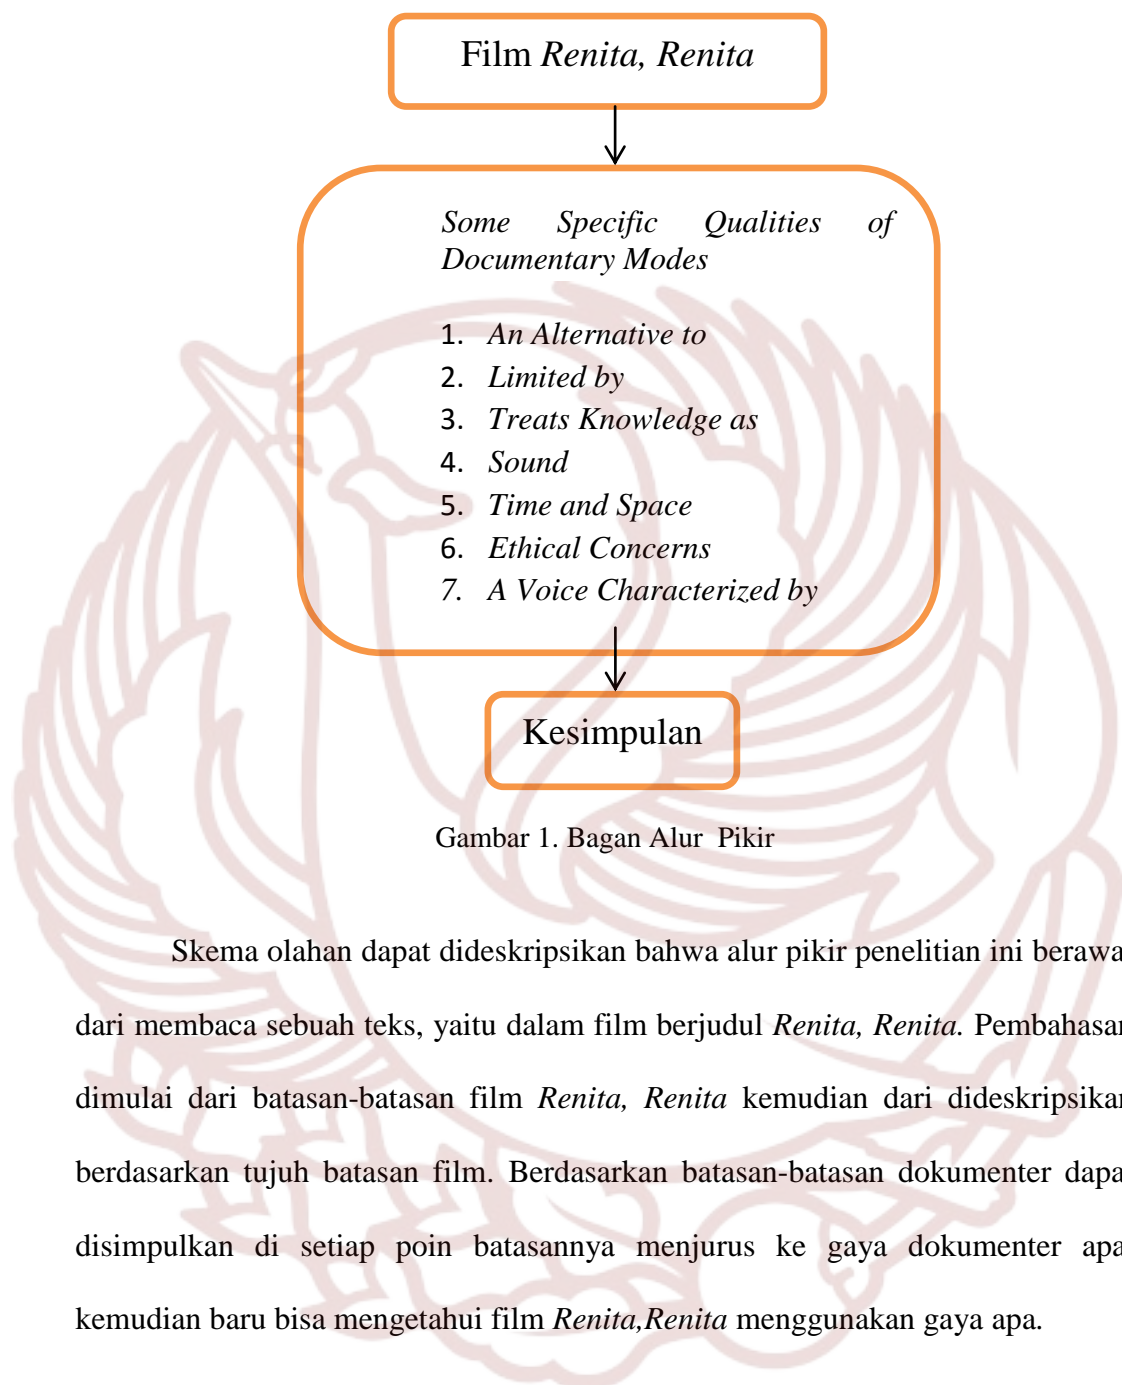 Film Renita, Renita
Some Specific Qualities of
Documentary Modes
1. An Alternative to
2. Limited by
3. Treats Knowledge as
4. Sound
5. Time and Space
6. Ethical Concerns
7. A Voice Characterized by
Kesimpulan
Gambar 1. Bagan Alur Pikir
Skema olahan dapat dideskripsikan bahwa alur pikir penelitian ini berawa
dari membaca sebuah teks, yaitu dalam film berjudul Renita, Renita. Pembahasan
dimulai dari batasan-batasan film Renita, Renita kemudian dari dideskripsikan
berdasarkan tujuh batasan film. Berdasarkan batasan-batasan dokumenter dapa
disimpulkan di setiap poin batasannya menjurus ke gaya dokumenter apa
kemudian baru bisa mengetahui film Renita,Renita menggunakan gaya apa.